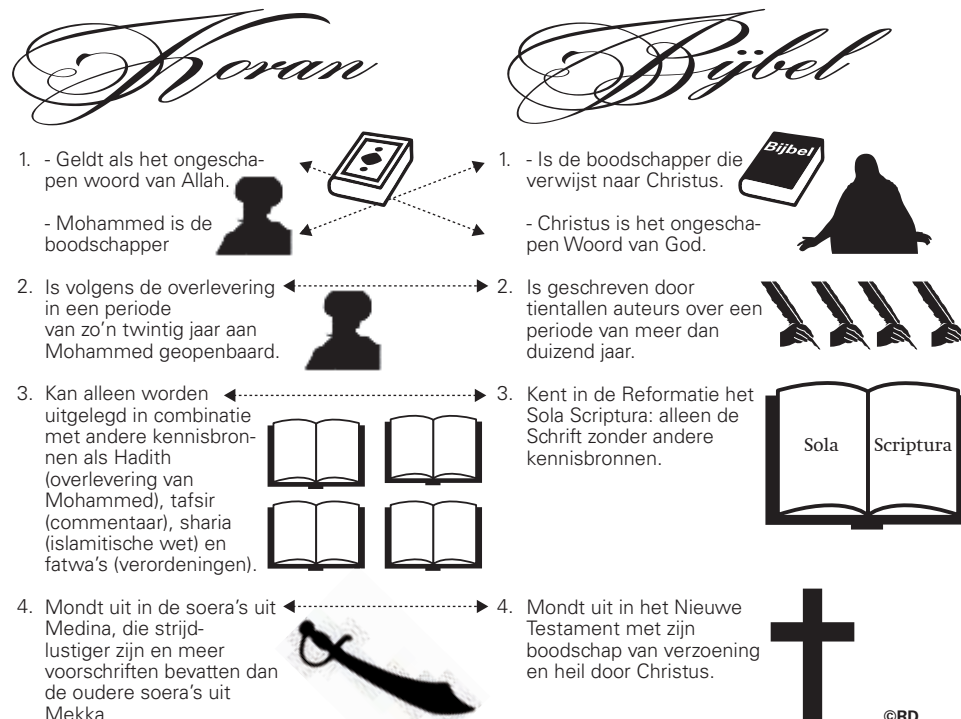 Koran
1. - Geldt als het ongescha-
pen woord van Allah.
- Mohammed is de
boodschapper
2. Is volgens de overlevering
in een periode
van zo'n twintig jaar aan
Mohammed geopenbaard.
3. Kan alleen worden
uitgelegd in combinatie
met andere kennisbron-
nen als Hadith
(overlevering van
Mohammed), tafsir
(commentaar), sharia
(islamitische wet) en
fatwa's (verordeningen).
4. Mondt uit in de soera's uit
Medina, die strijd-
lustiger zijn en meer
voorschriften bevatten dan
de oudere soera's uit
Mekka
Bijbel
1. - Is de boodschapper die
verwijst naar Christus.
- Christus is het ongescha-
pen Woord van God.
Bijbel
2. Is geschreven door
tientallen auteurs over een
periode van meer dan
duizend jaar.
3. Kent in de Reformatie het
Sola Scriptura: alleen de
Schrift zonder andere
kennisbronnen.
Sola Scriptura
4. Mondt uit in het Nieuwe
Testament met zijn
boodschap van verzoening
en heil door Christus.
©RD